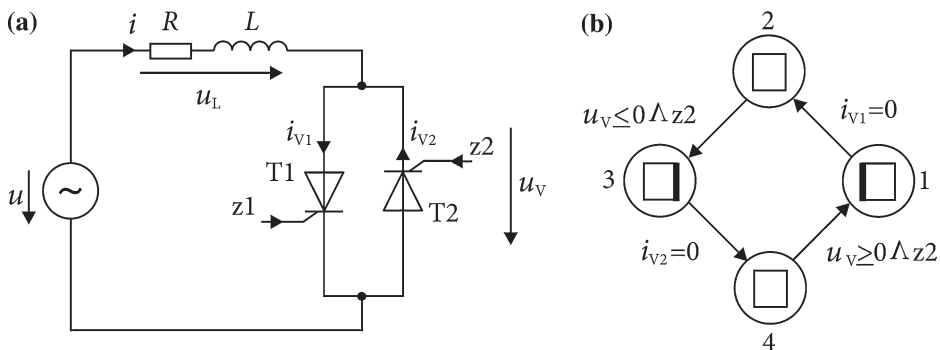 (a)
i
R
L
u_L
i_V1
i_V2
z2
T1
u_V
u
~
z1
T2
(b)
2
u_V≤0 Λ z2
i_V1=0
3
1
i_V2=0
u_V≥0 Λ z2
4